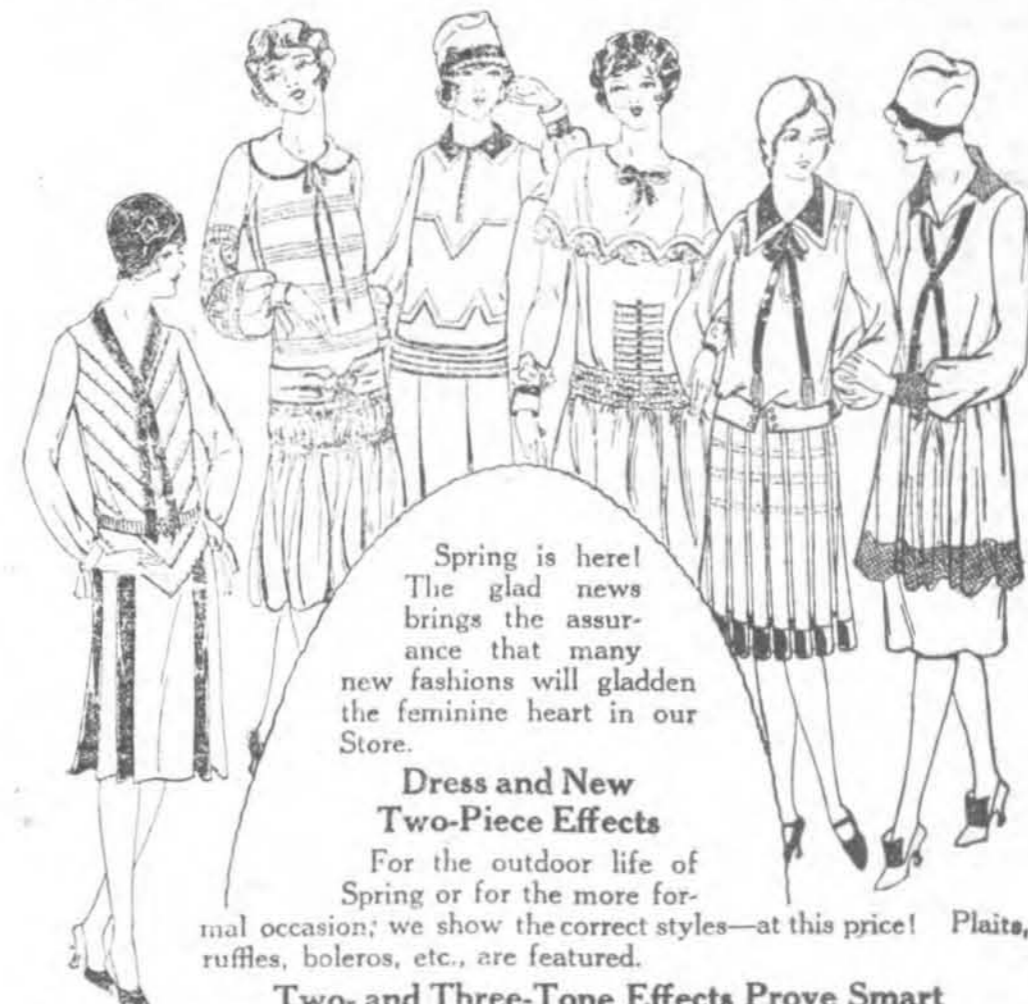 Spring is here!
The glad news
brings the assur-
ance that many
new fashions will gladden
the feminine heart in our
Store.
Dress and New
Two-Piece Effects
For the outdoor life of
Spring or for the more for-
mal occasion; we show the correct styles—at this price! Plaits,
ruffles, boleros, etc., are featured.
Two- and Three-Tone Effects Prove Smart